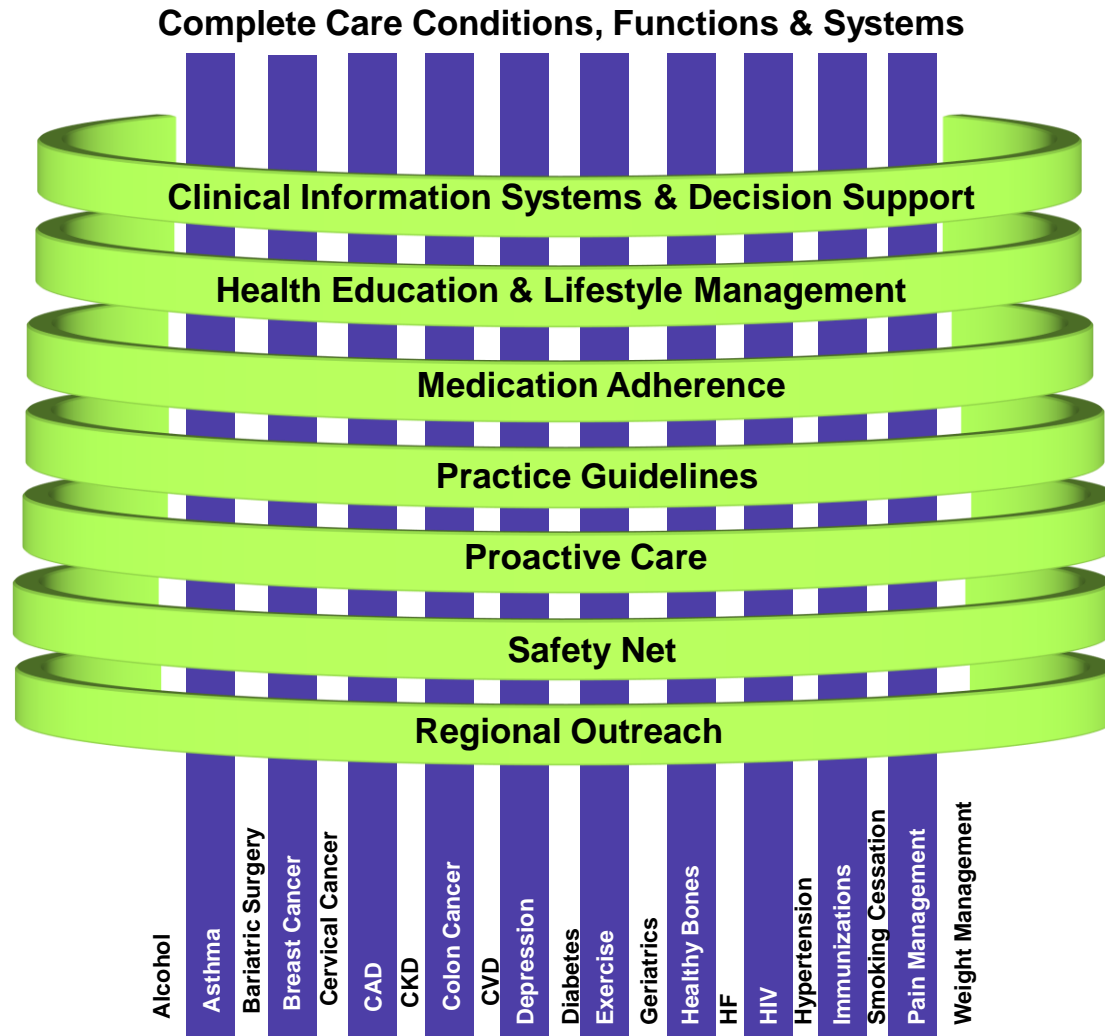 Complete Care Conditions, Functions & Systems
Clinical Information Systems & Decision Support
Health Education & Lifestyle Management
Medication Adherence
Practice Guidelines
Proactive Care
Safety Net
Regional Outreach
Alcohol
Asthma
Bariatric Surgery
Breast Cancer
Cervical Cancer
CAD
CKD
Colon Cancer
CVD
Depression
Diabetes
Exercise
Geriatrics
Healthy Bones
HF
HIV
Hypertension
Immunizations
Smoking Cessation
Pain Management
Weight Management